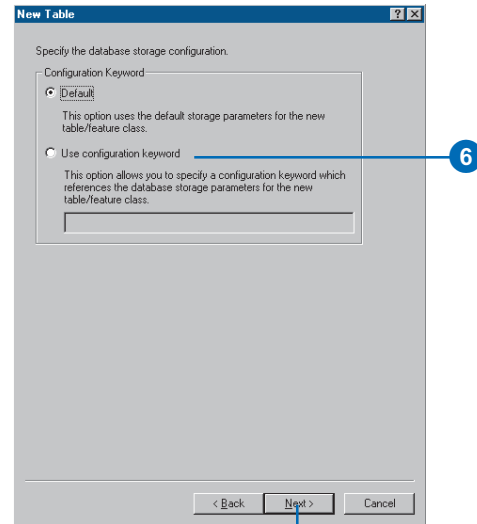 New Table
? ×
Specify the database storage configuration.
Configuration Keyword
Default
This option uses the default storage parameters for the new
table/feature class.
Use configuration keyword
6
This option allows you to specify a configuration keyword which
references the database storage parameters for the new
table/feature class.
< Back
Next >
Cancel